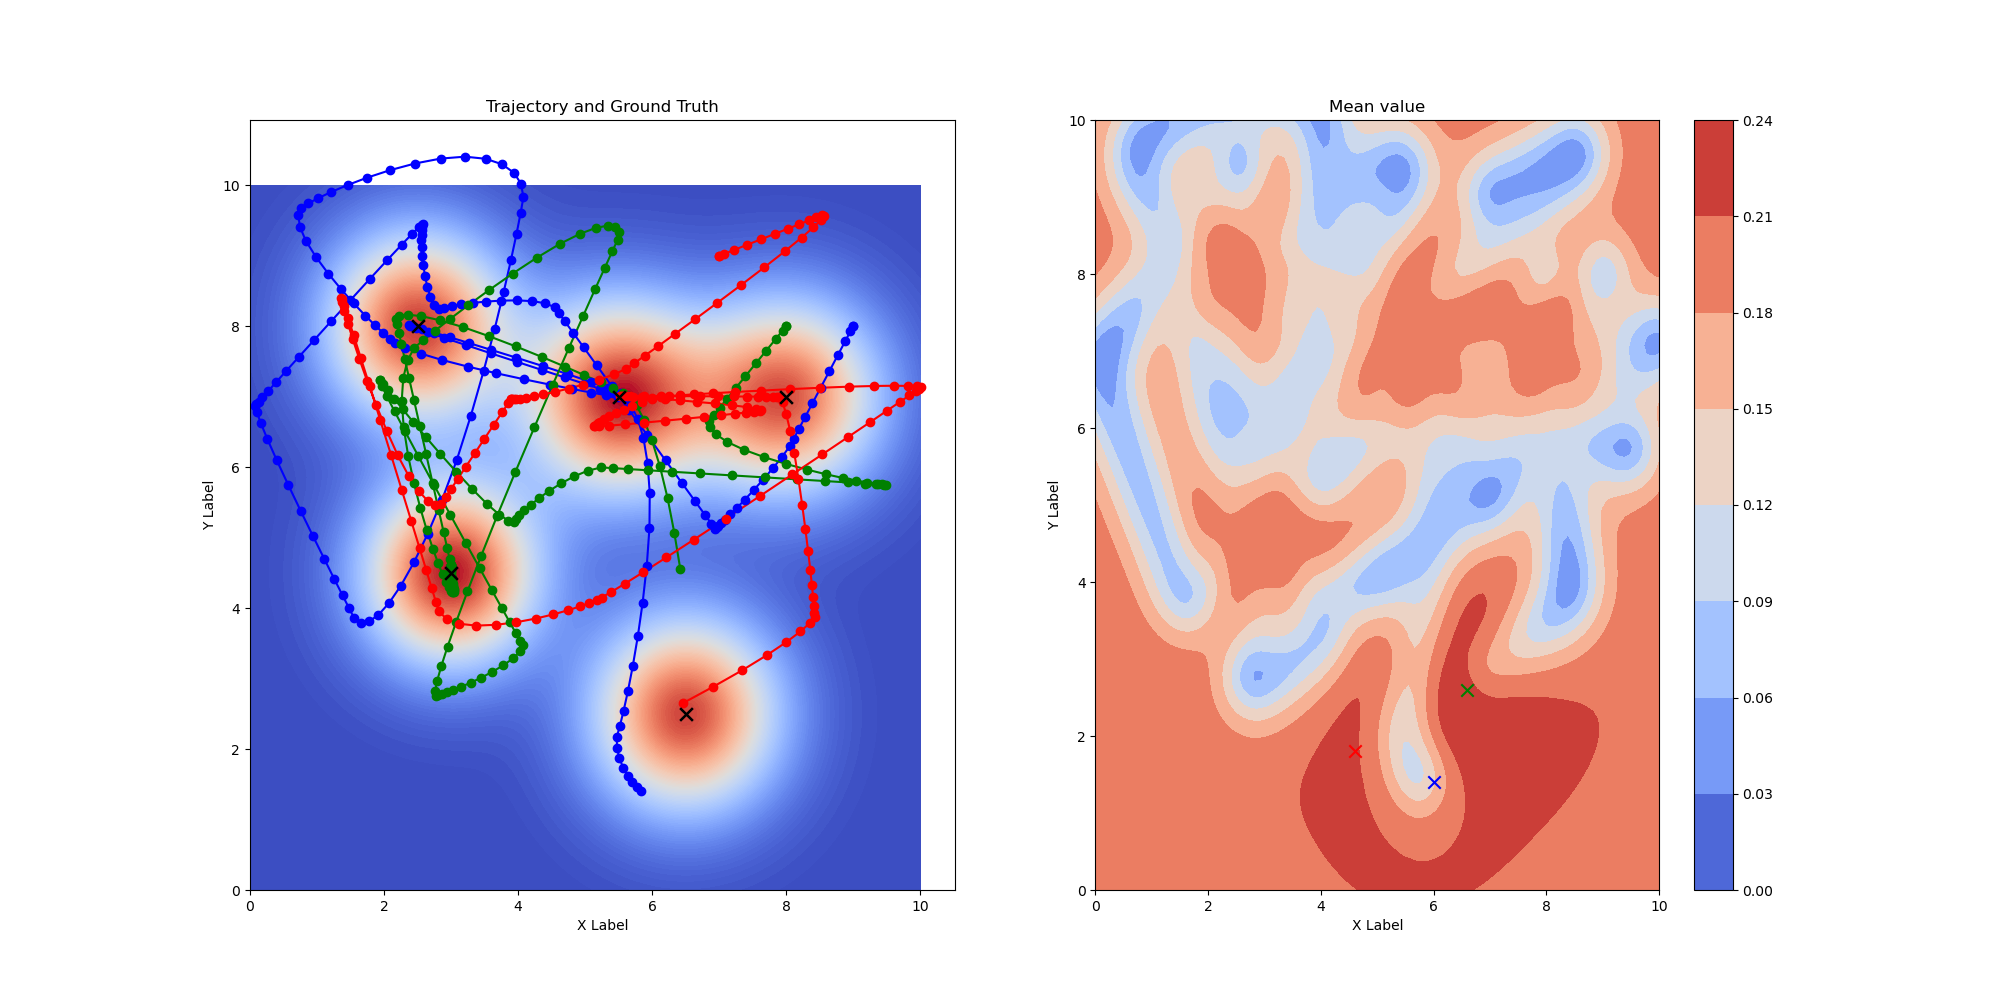 Trajectory and Ground Truth
10
8
6
4
2
0
Y Label
0 2 4 6 8 10
X Label
Mean value
10
8
6
4
2
0
Y Label
0 2 4 6 8 10
X Label
0.24
0.21
0.18
0.15
0.12
0.09
0.06
0.03
0.00